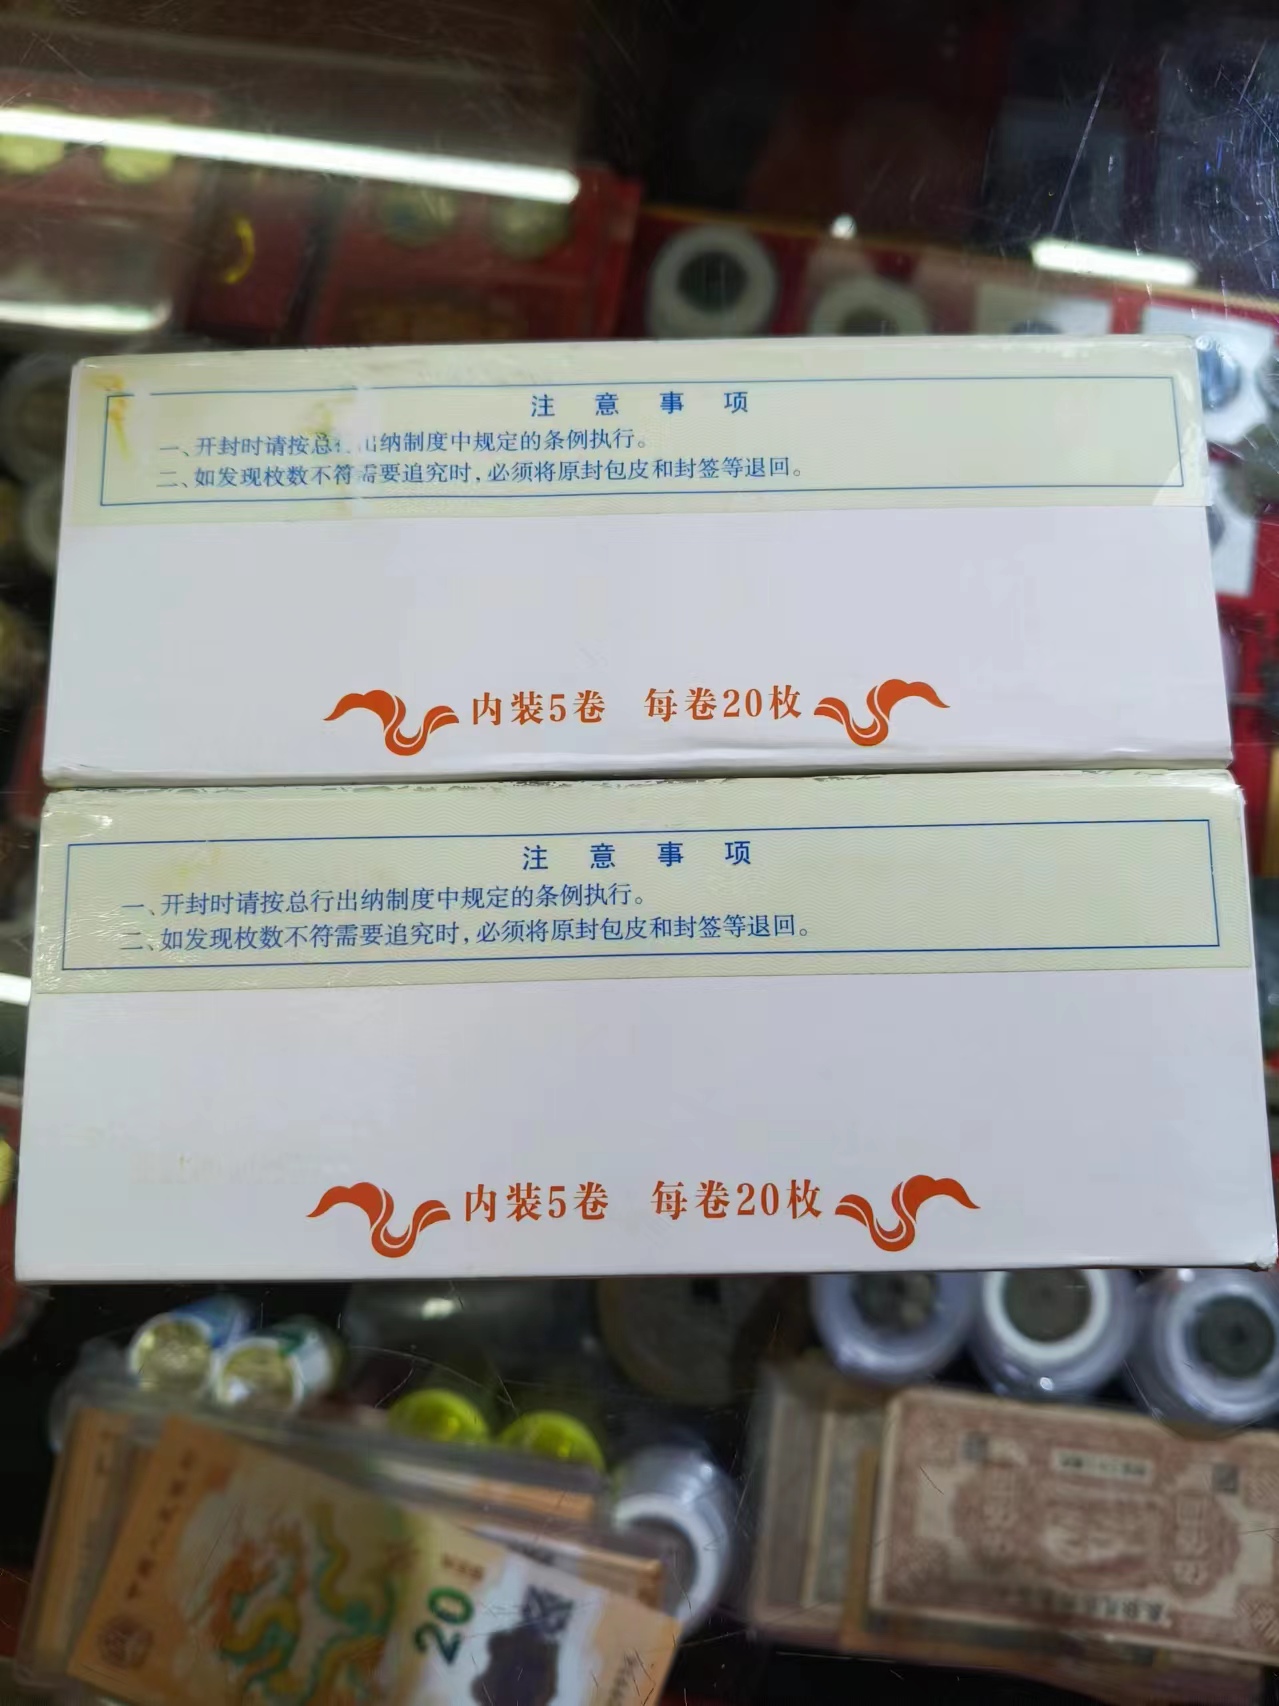 注意事项
一、开封时请按总行出纳制度中规定的条例执行。
二、如发现枚数不符需要追究时,必须将原封包皮和封签等退回。
内装5卷 每卷20枚
注意事项
一、开封时请按总行出纳制度中规定的条例执行。
二、如发现枚数不符需要追究时,必须将原封包皮和封签等退回。
内装5卷 每卷20枚
20